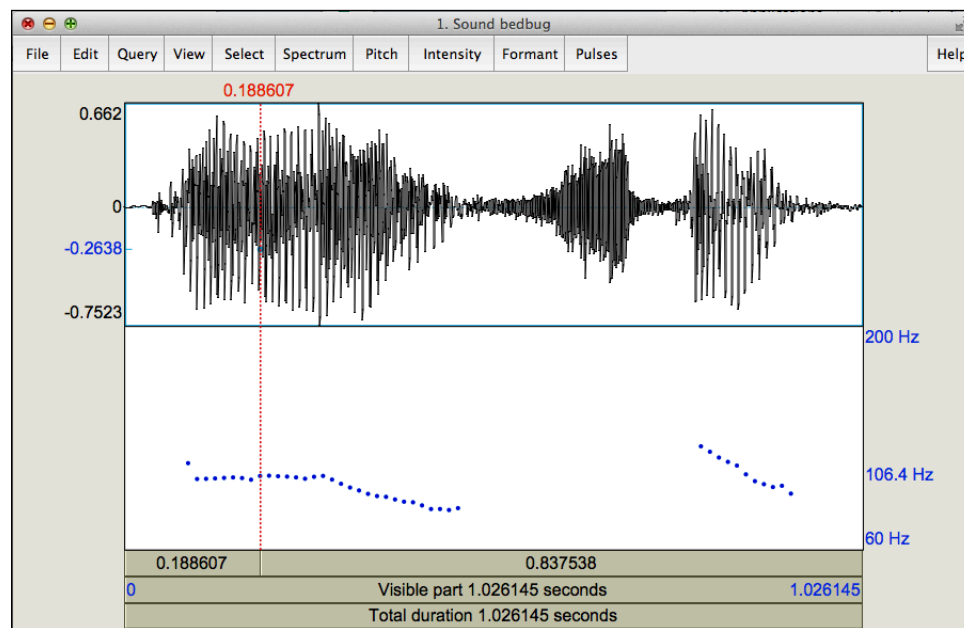 1. Sound bedbug
File Edit Query View Select Spectrum Pitch Intensity Formant Pulses Help
0.188607
0.662
0
-0.2638
-0.7523
200 Hz
106.4 Hz
60 Hz
0.188607 0.837538
0 Visible part 1.026145 seconds 1.026145
Total duration 1.026145 seconds